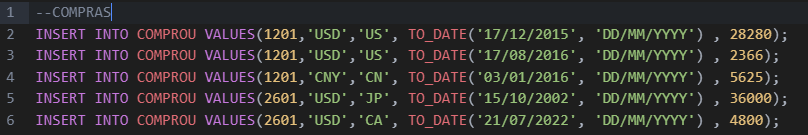 1 --COMPRAS
2 INSERT INTO COMPROU VALUES(1201,'USD','US', TO_DATE('17/12/2015', 'DD/MM/YYYY') , 28280);
3 INSERT INTO COMPROU VALUES(1201,'USD','US', TO_DATE('17/08/2016', 'DD/MM/YYYY') , 2366);
4 INSERT INTO COMPROU VALUES(1201,'CNY','CN', TO_DATE('03/01/2016', 'DD/MM/YYYY') , 5625);
5 INSERT INTO COMPROU VALUES(2601,'USD','JP', TO_DATE('15/10/2002', 'DD/MM/YYYY') , 36000);
6 INSERT INTO COMPROU VALUES(2601,'USD','CA', TO_DATE('21/07/2022', 'DD/MM/YYYY') , 4800);